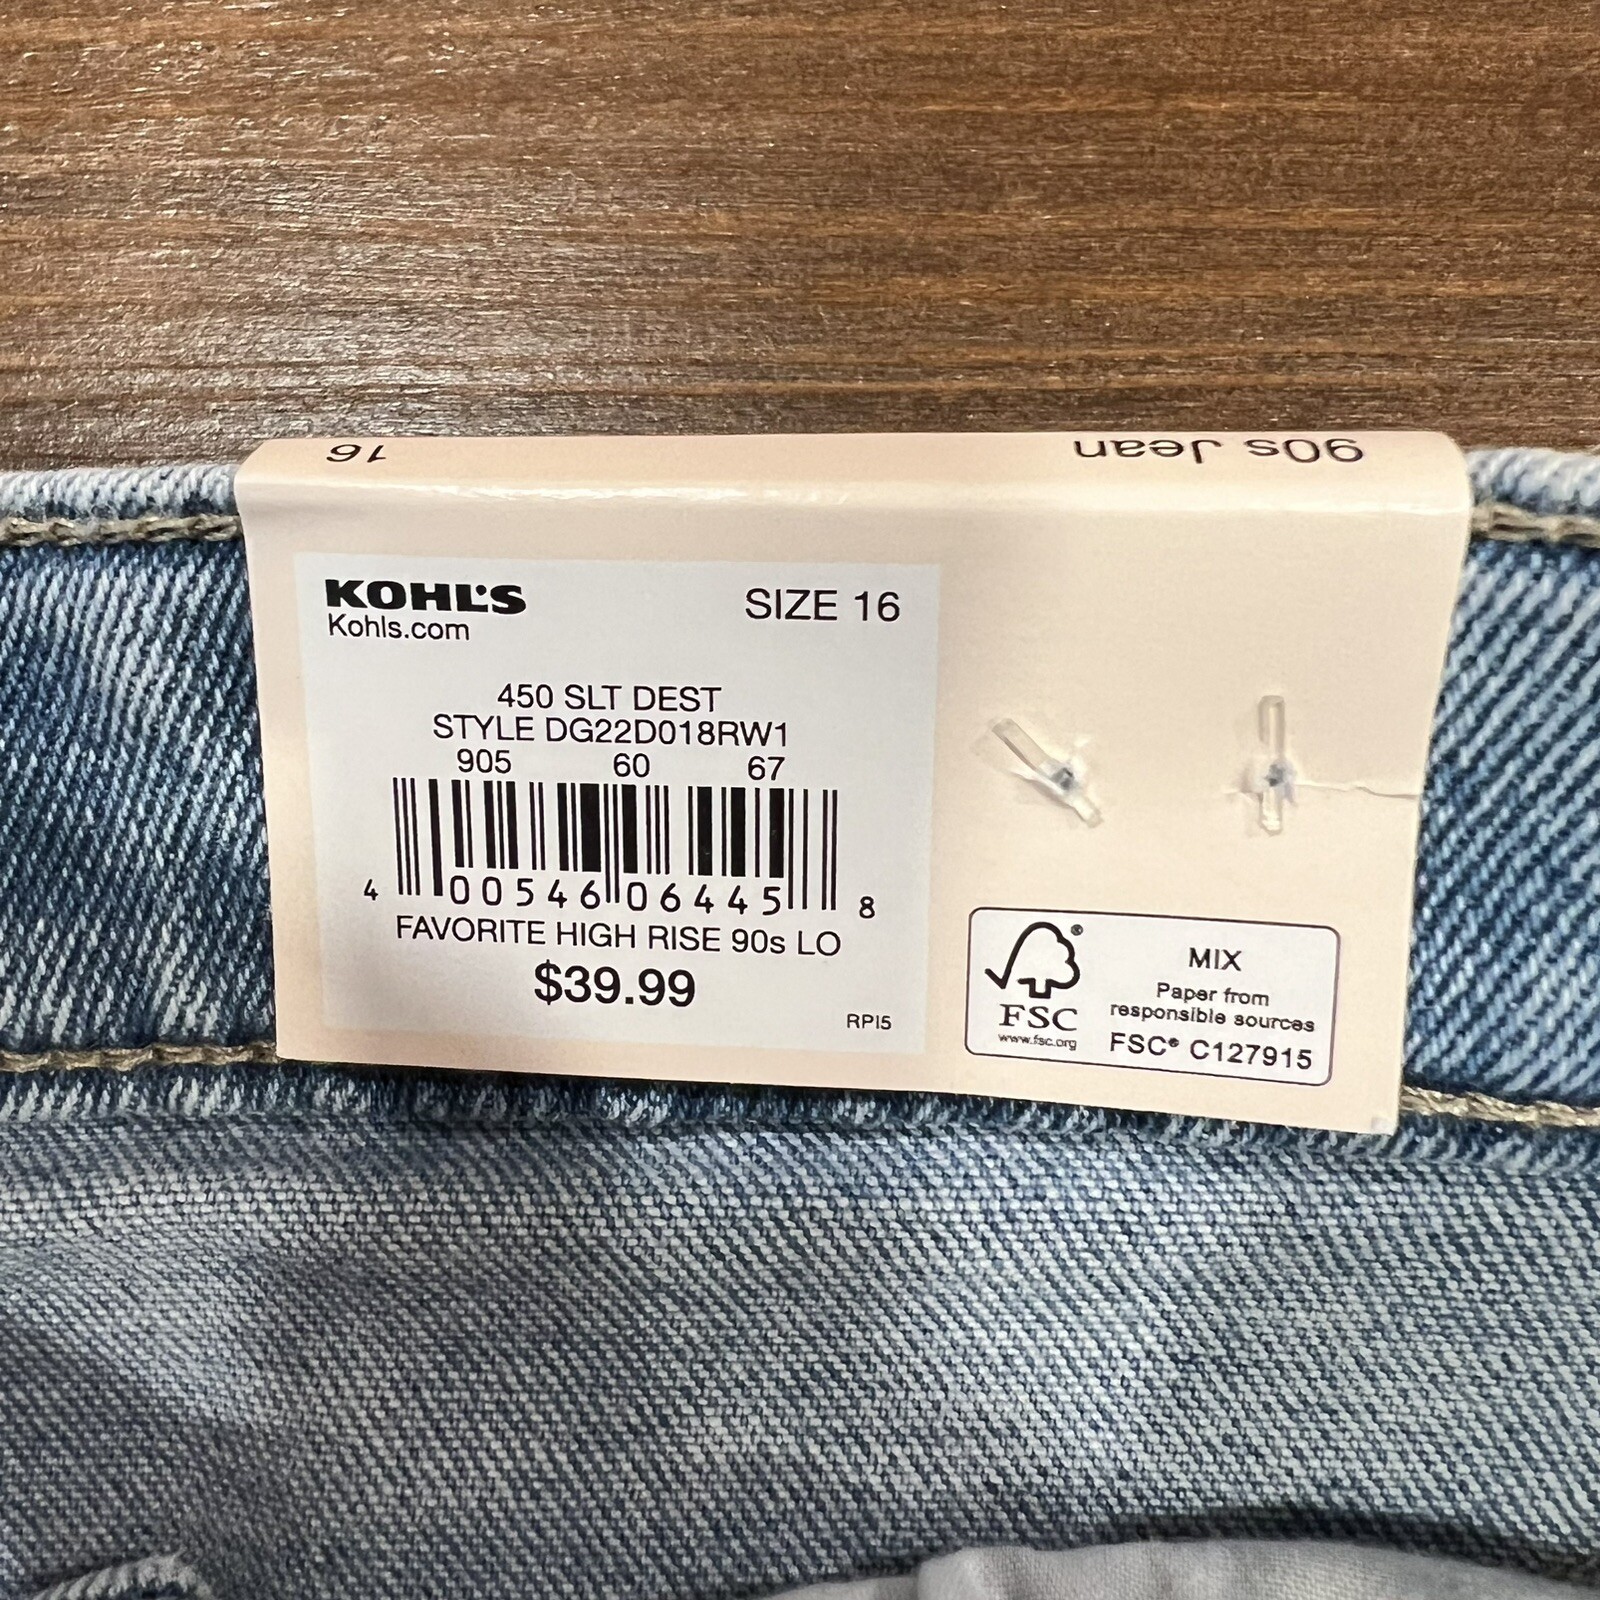 16
90s Jean
KOHL'S
Kohls.com
SIZE 16
450 SLT DEST
STYLE DG22D018RW1
905 60 67
4 00546 06445 8
FAVORITE HIGH RISE 90s LO
$39.99
RPI5
FSC®
www.fsc.org
MIX
Paper from
responsible sources
FSC® C127915